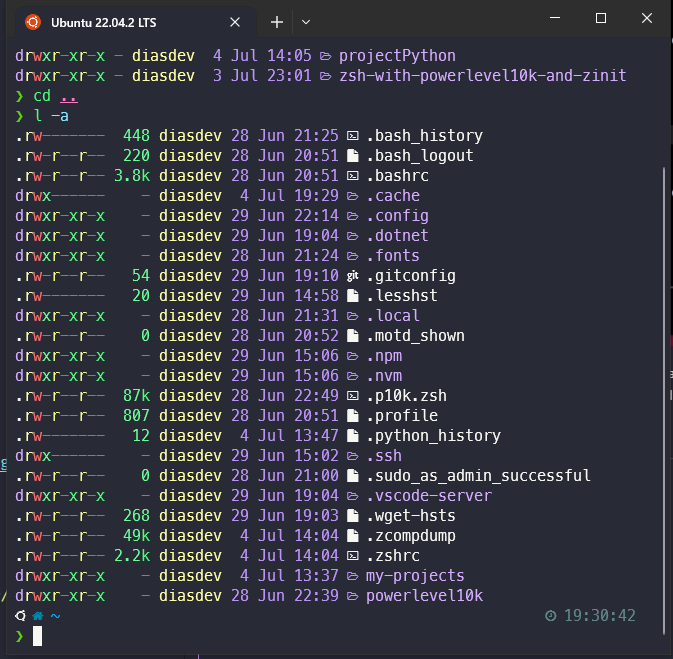 Ubuntu 22.04.2 LTS
drwxr-xr-x - diasdev  4 Jul 14:05 projectPython
drwxr-xr-x - diasdev  3 Jul 23:01 zsh-with-powerlevel10k-and-zinit
❯ cd ..
❯ l -a
.rw-------  448 diasdev 28 Jun 21:25 .bash_history
.rw-r--r--  220 diasdev 28 Jun 20:51 .bash_logout
.rw-r--r-- 3.8k diasdev 28 Jun 20:51 .bashrc
drwx------    - diasdev  4 Jul 19:29 .cache
drwxr-xr-x    - diasdev 29 Jun 22:14 .config
drwxr-xr-x    - diasdev 29 Jun 19:04 .dotnet
drwxr-xr-x    - diasdev 28 Jun 21:24 .fonts
.rw-r--r--   54 diasdev 29 Jun 19:10 git .gitconfig
.rw-------   20 diasdev 29 Jun 14:58 .lesshst
drwxr-xr-x    - diasdev 28 Jun 21:31 .local
.rw-r--r--    0 diasdev 28 Jun 20:52 .motd_shown
drwxr-xr-x    - diasdev 29 Jun 15:06 .npm
drwxr-xr-x    - diasdev 29 Jun 15:06 .nvm
.rw-r--r--  87k diasdev 28 Jun 22:49 .p10k.zsh
.rw-r--r--  807 diasdev 28 Jun 20:51 .profile
.rw-------   12 diasdev  4 Jul 13:47 .python_history
drwx------    - diasdev 29 Jun 15:02 .ssh
.rw-r--r--    0 diasdev 28 Jun 21:00 .sudo_as_admin_successful
drwxr-xr-x    - diasdev 29 Jun 19:04 .vscode-server
.rw-r--r--  268 diasdev 29 Jun 19:03 .wget-hsts
.rw-r--r--  49k diasdev  4 Jul 14:04 .zcompdump
.rw-r--r-- 2.2k diasdev  4 Jul 14:04 .zshrc
drwxr-xr-x    - diasdev  4 Jul 13:37 my-projects
drwxr-xr-x    - diasdev 28 Jun 22:39 powerlevel10k
~ 19:30:42
❯